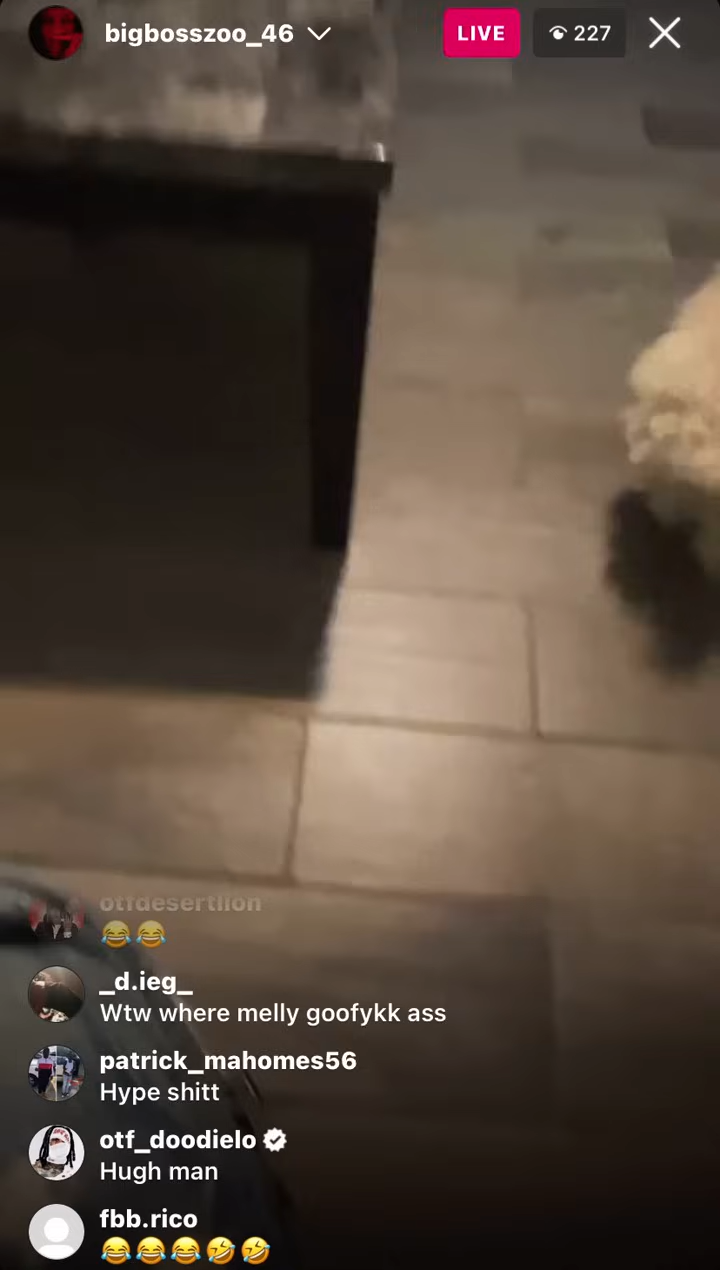 bigbosszoo_46
LIVE
227
otfdesertlion
😂😂
_d.ieg_
Wtw where melly goofykk ass
patrick_mahomes56
Hype shitt
otf_doodielo
Hugh man
fbb.rico
😂😂😂🤣🤣